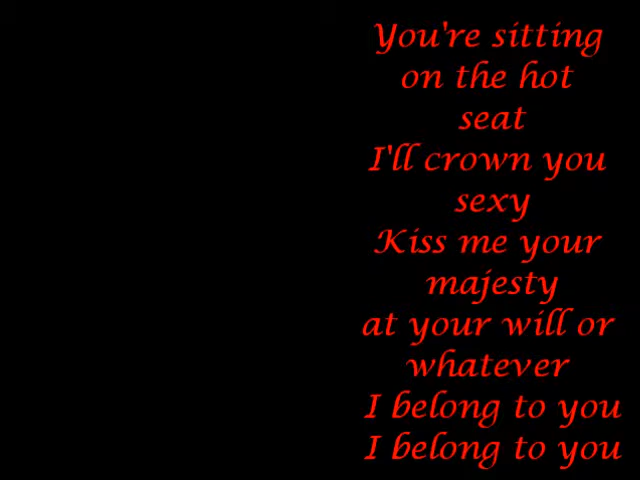 You're sitting
on the hot
seat
I'll crown you
sexy
Kiss me your
majesty
at your will or
whatever
I belong to you
I belong to you